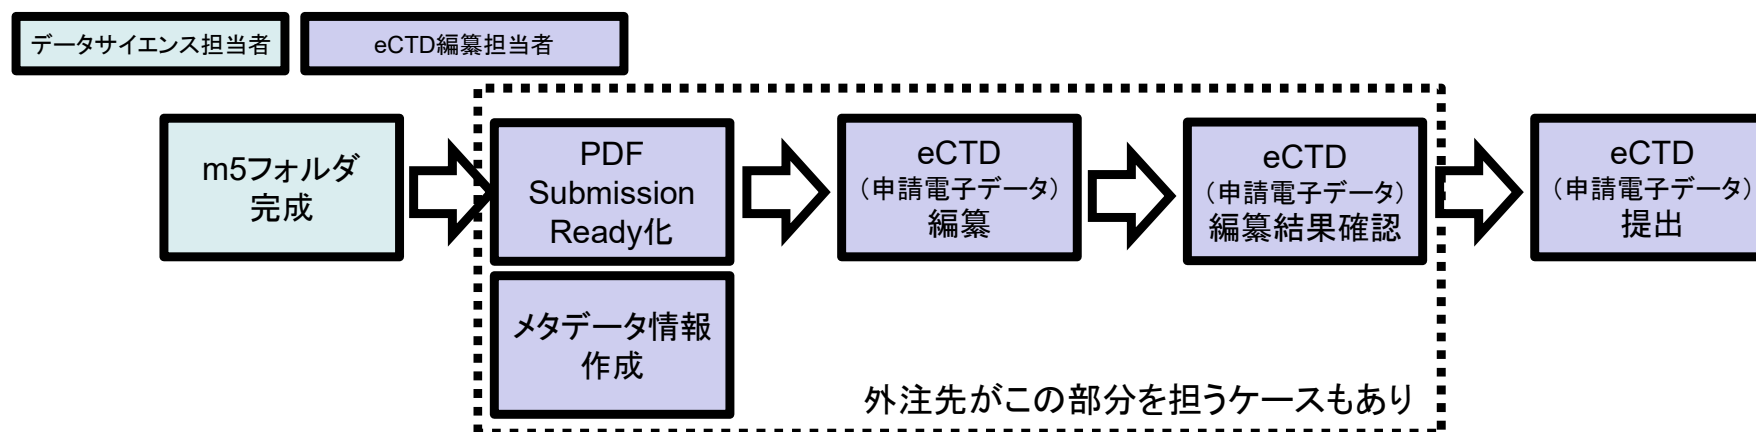 データサイエンス担当者
eCTD編纂担当者
m5フォルダ
完成
PDF
Submission
Ready化
メタデータ情報
作成
eCTD
（申請電子データ）
編纂
eCTD
（申請電子データ）
編纂結果確認
eCTD
（申請電子データ）
提出
外注先がこの部分を担うケースもあり